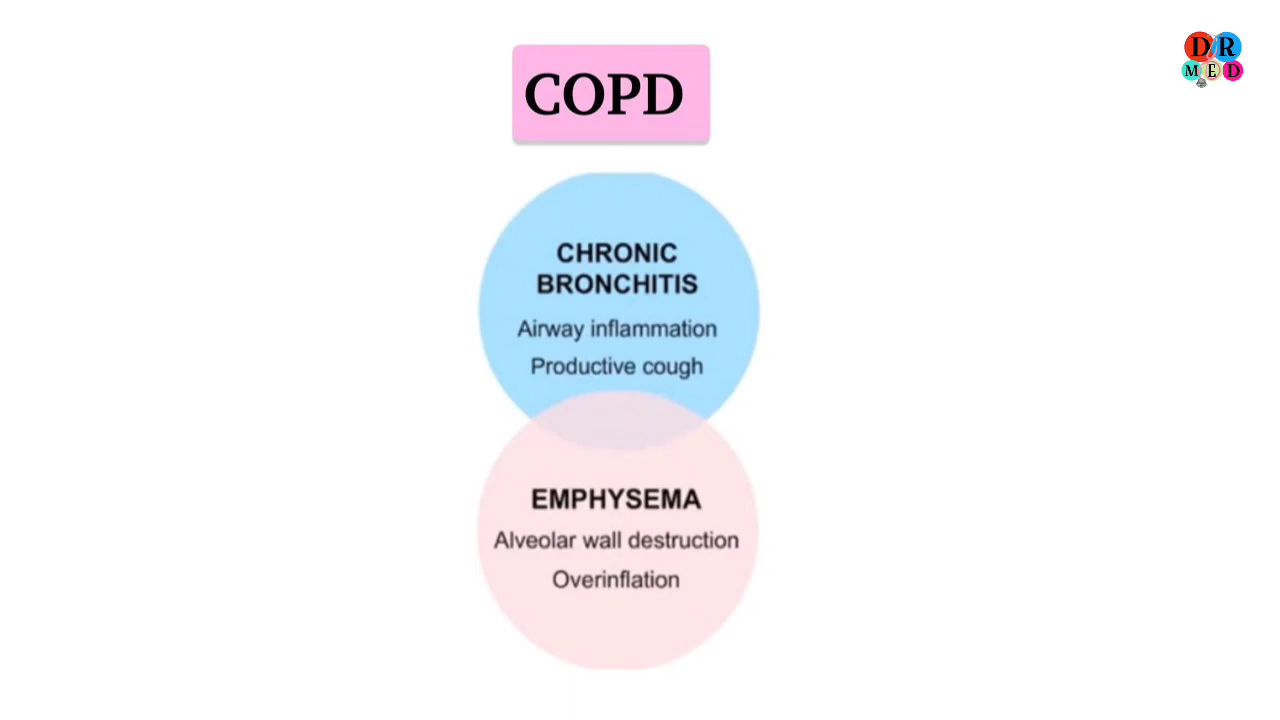 COPD
DR
MED
CHRONIC
BRONCHITIS
Airway inflammation
Productive cough
EMPHYSEMA
Alveolar wall destruction
Overinflation